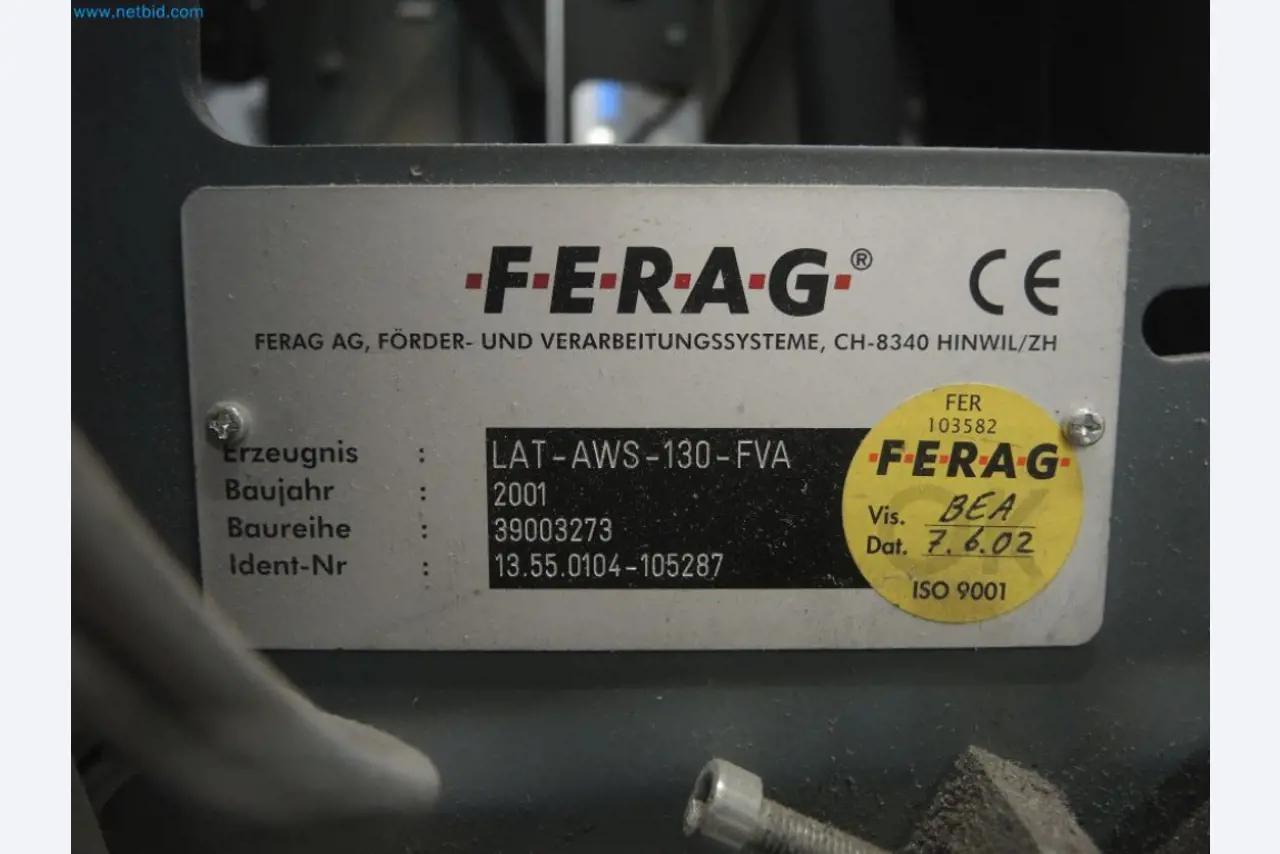 www.netbid.com
·F·E·R·A·G·®
CE
FERAG AG, FÖRDER- UND VERARBEITUNGSSYSTEME, CH-8340 HINWIL/ZH
Erzeugnis : LAT-AWS-130-FVA
Baujahr : 2001
Baureihe : 39003273
Ident-Nr : 13.55.0104-105287
FER
103582
·F·E·R·A·G·
OK
Vis. BEA
Dat. 7.6.02
ISO 9001